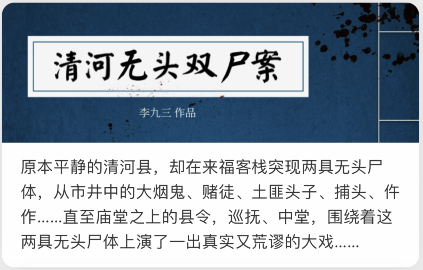 清河无头双尸案
李九三 作品
原本平静的清河县，却在来福客栈突现两具无头尸
体，从市井中的大烟鬼、赌徒、土匪头子、捕头、仵
作......直至庙堂之上的县令，巡抚、中堂，围绕着这
两具无头尸体上演了一出真实又荒谬的大戏......